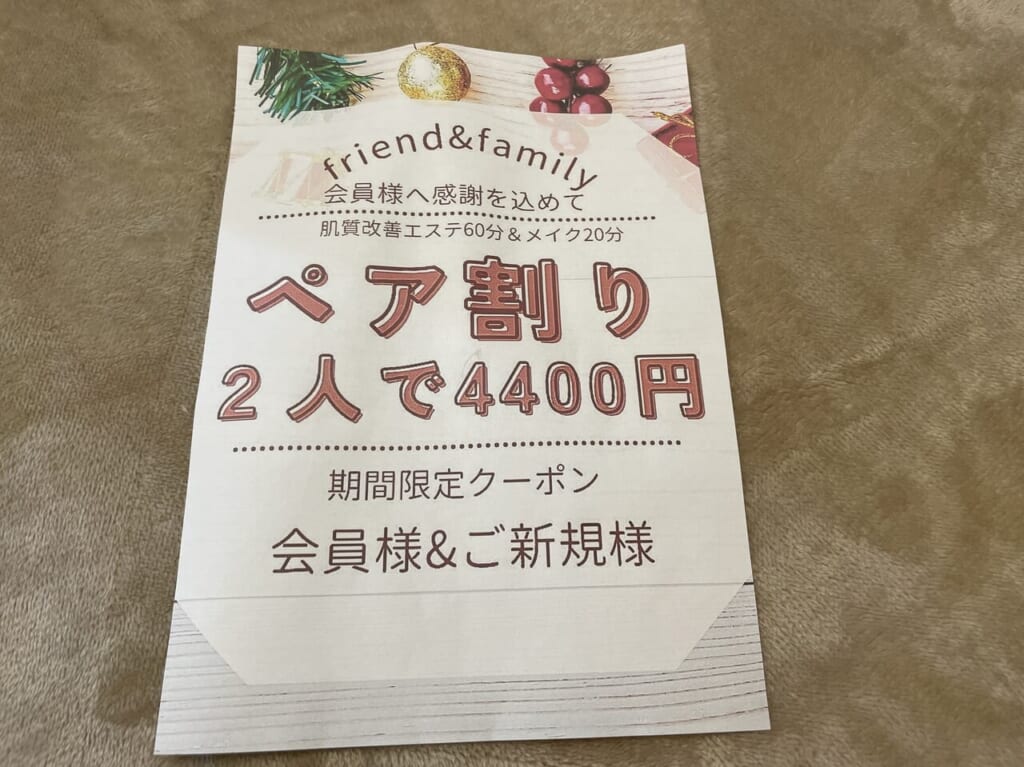 friend&family
会員様へ感謝を込めて
肌質改善エステ60分＆メイク20分
ペア割り
2人で4400円
期間限定クーポン
会員様&ご新規様